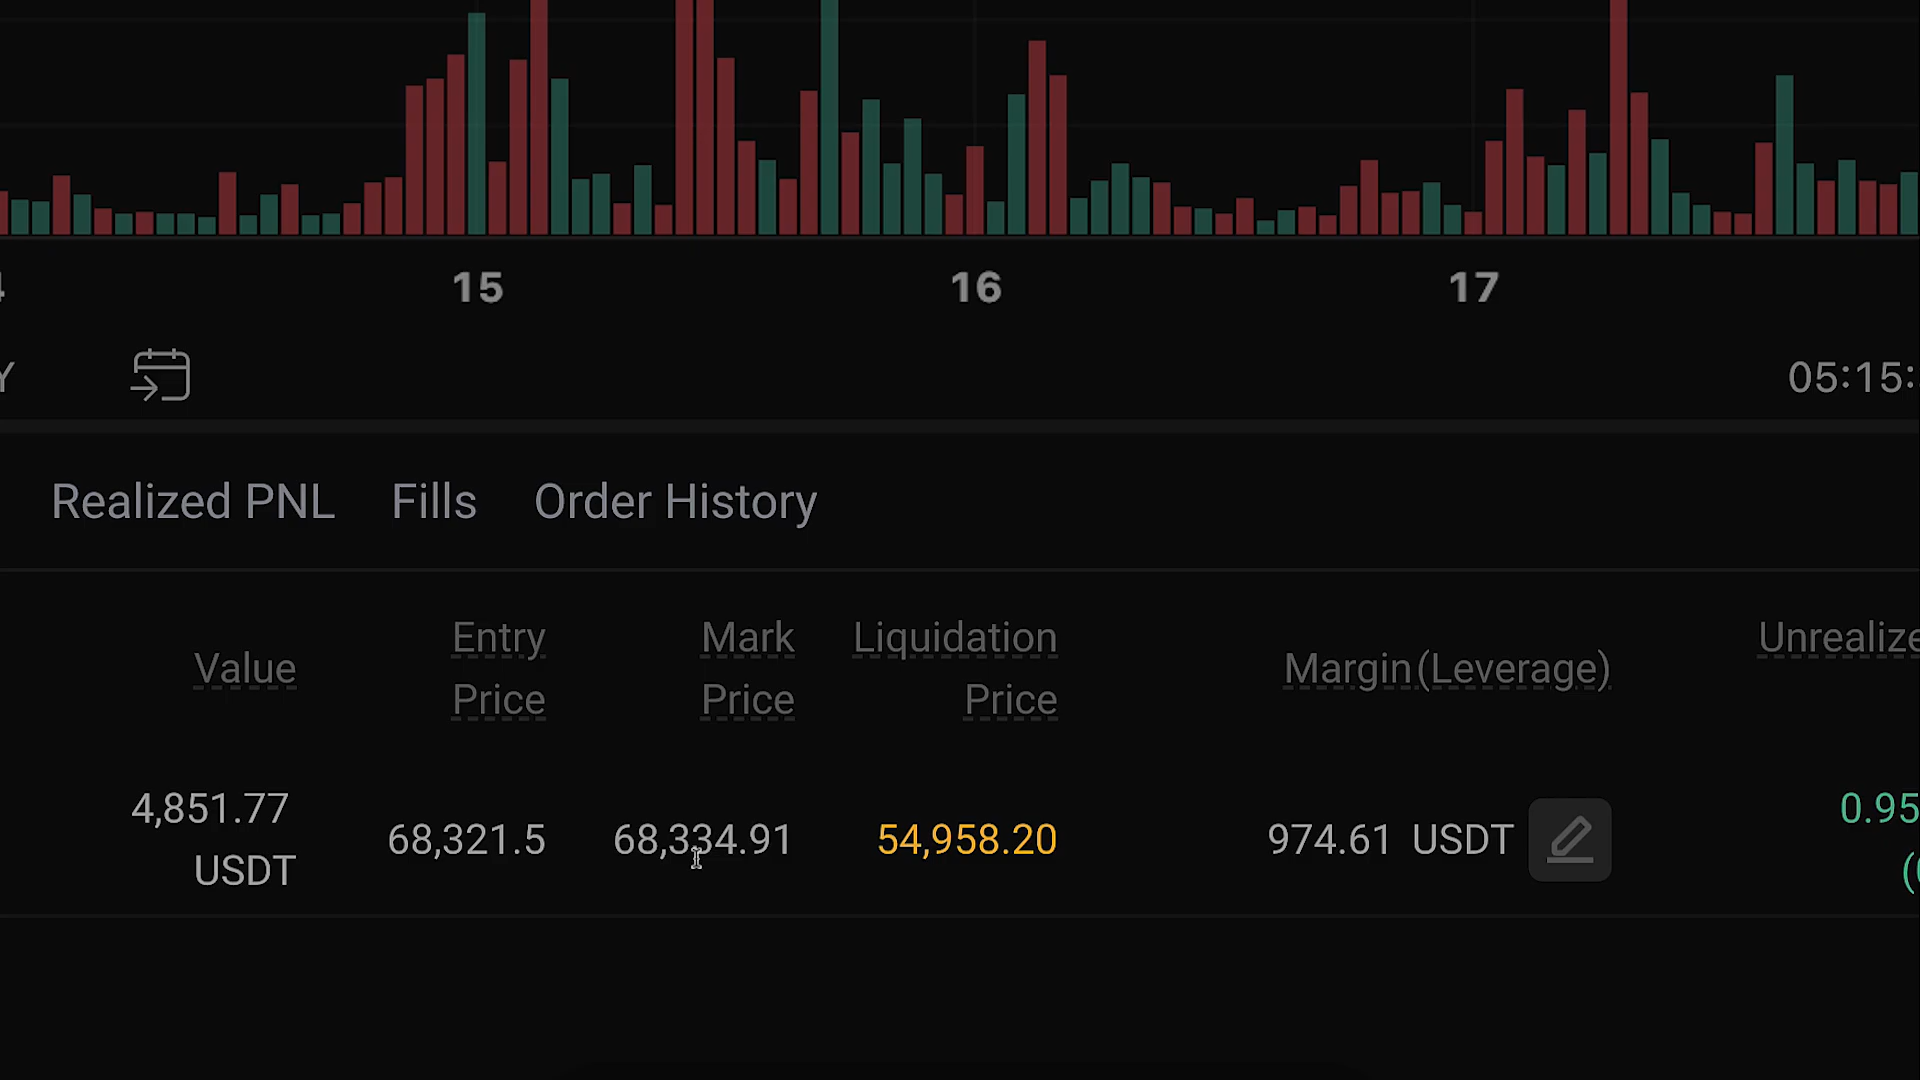 15 16 17
05:15:
Realized PNL Fills Order History
Value Entry Price Mark Price Liquidation Price Margin(Leverage) Unrealize
4,851.77 USDT 68,321.5 68,334.91 54,958.20 974.61 USDT 0.95